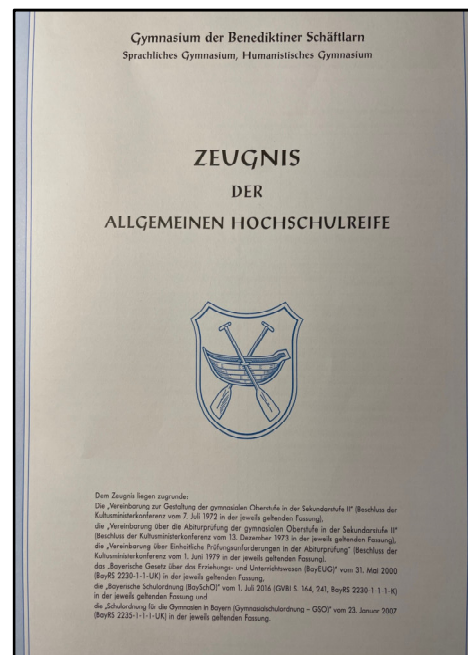 Gymnasium der Benediktiner Schäftlarn
Sprachliches Gymnasium, Humanistisches Gymnasium
ZEUGNIS
DER
ALLGEMEINEN HOCHSCHULREIFE
Dem Zeugnis liegen zugrunde:
Die „Vereinbarung zur Gestaltung der gymnasialen Oberstufe in der Sekundarstufe II“ (Beschluss der
Kultusministerkonferenz vom 7. Juli 1972 in der jeweils geltenden Fassung),
die „Vereinbarung über die Abiturprüfung der gymnasialen Oberstufe in der Sekundarstufe II“
(Beschluss der Kultusministerkonferenz vom 13. Dezember 1973 in der jeweils geltenden Fassung),
die „Vereinbarung über Einheitliche Prüfungsanforderungen in der Abiturprüfung“ (Beschluss der
Kultusministerkonferenz vom 1. Juni 1979 in der jeweils geltenden Fassung),
das „Bayerische Gesetz über das Erziehungs- und Unterrichtswesen (BayEUG)“ vom 31. Mai 2000
(BayRS 2230-1-1-UK) in der jeweils geltenden Fassung,
die „Bayerische Schulordnung (BaySchO)“ vom 1. Juli 2016 (GVBl S. 164, 241, BayRS 2230-1-1-1-K)
in der jeweils geltenden Fassung und
die „Schulordnung für die Gymnasien in Bayern (Gymnasialschulordnung – GSO)“ vom 23. Januar 2007
(BayRS 2235-1-1-1-UK) in der jeweils geltenden Fassung.